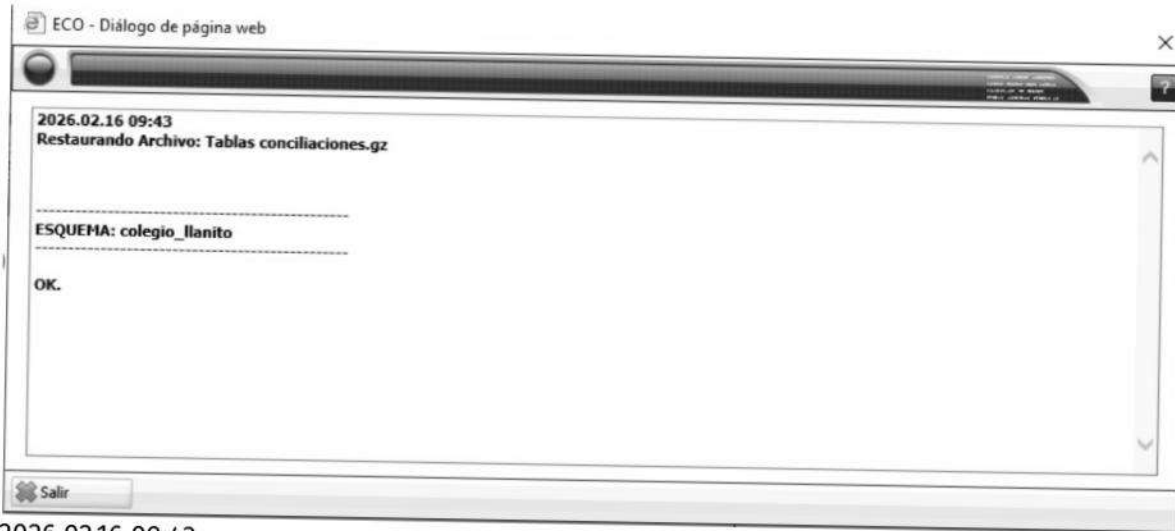 ECO - Diálogo de página web
2026.02.16 09:43
Restaurando Archivo: Tablas conciliaciones.gz
----------------------------------------------------
ESQUEMA: colegio_llanito
----------------------------------------------------
OK.
Salir